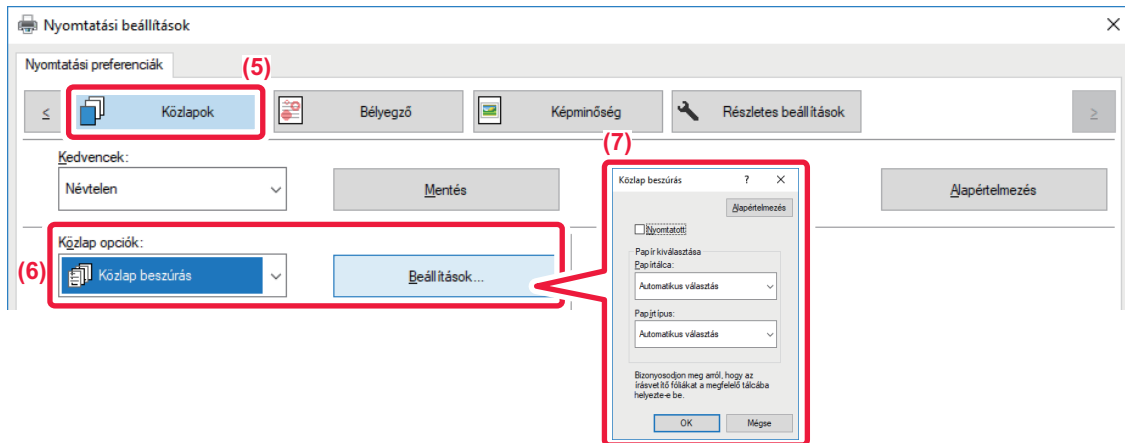 Nyomtatási beállítások
Nyomtatási preferenciák
(5)
≤ Közlapok Bélyegző Képminőség Részletes beállítások ≥
(7)
Kedvencek:
Névtelen Mentés Alapértelmezés
Közlap opciók:
(6) Közlap beszúrás Beállítások...
Közlap beszúrás ?
Alapértelmezés
Nyomtatott
Papír kiválasztása
Papírtálca:
Automatikus választás
Papírtípus:
Automatikus választás
Bizonyosodjon meg arról, hogy az
írásvetítő fóliákat a megfelelő tálcába
helyezte-e be.
OK Mégse